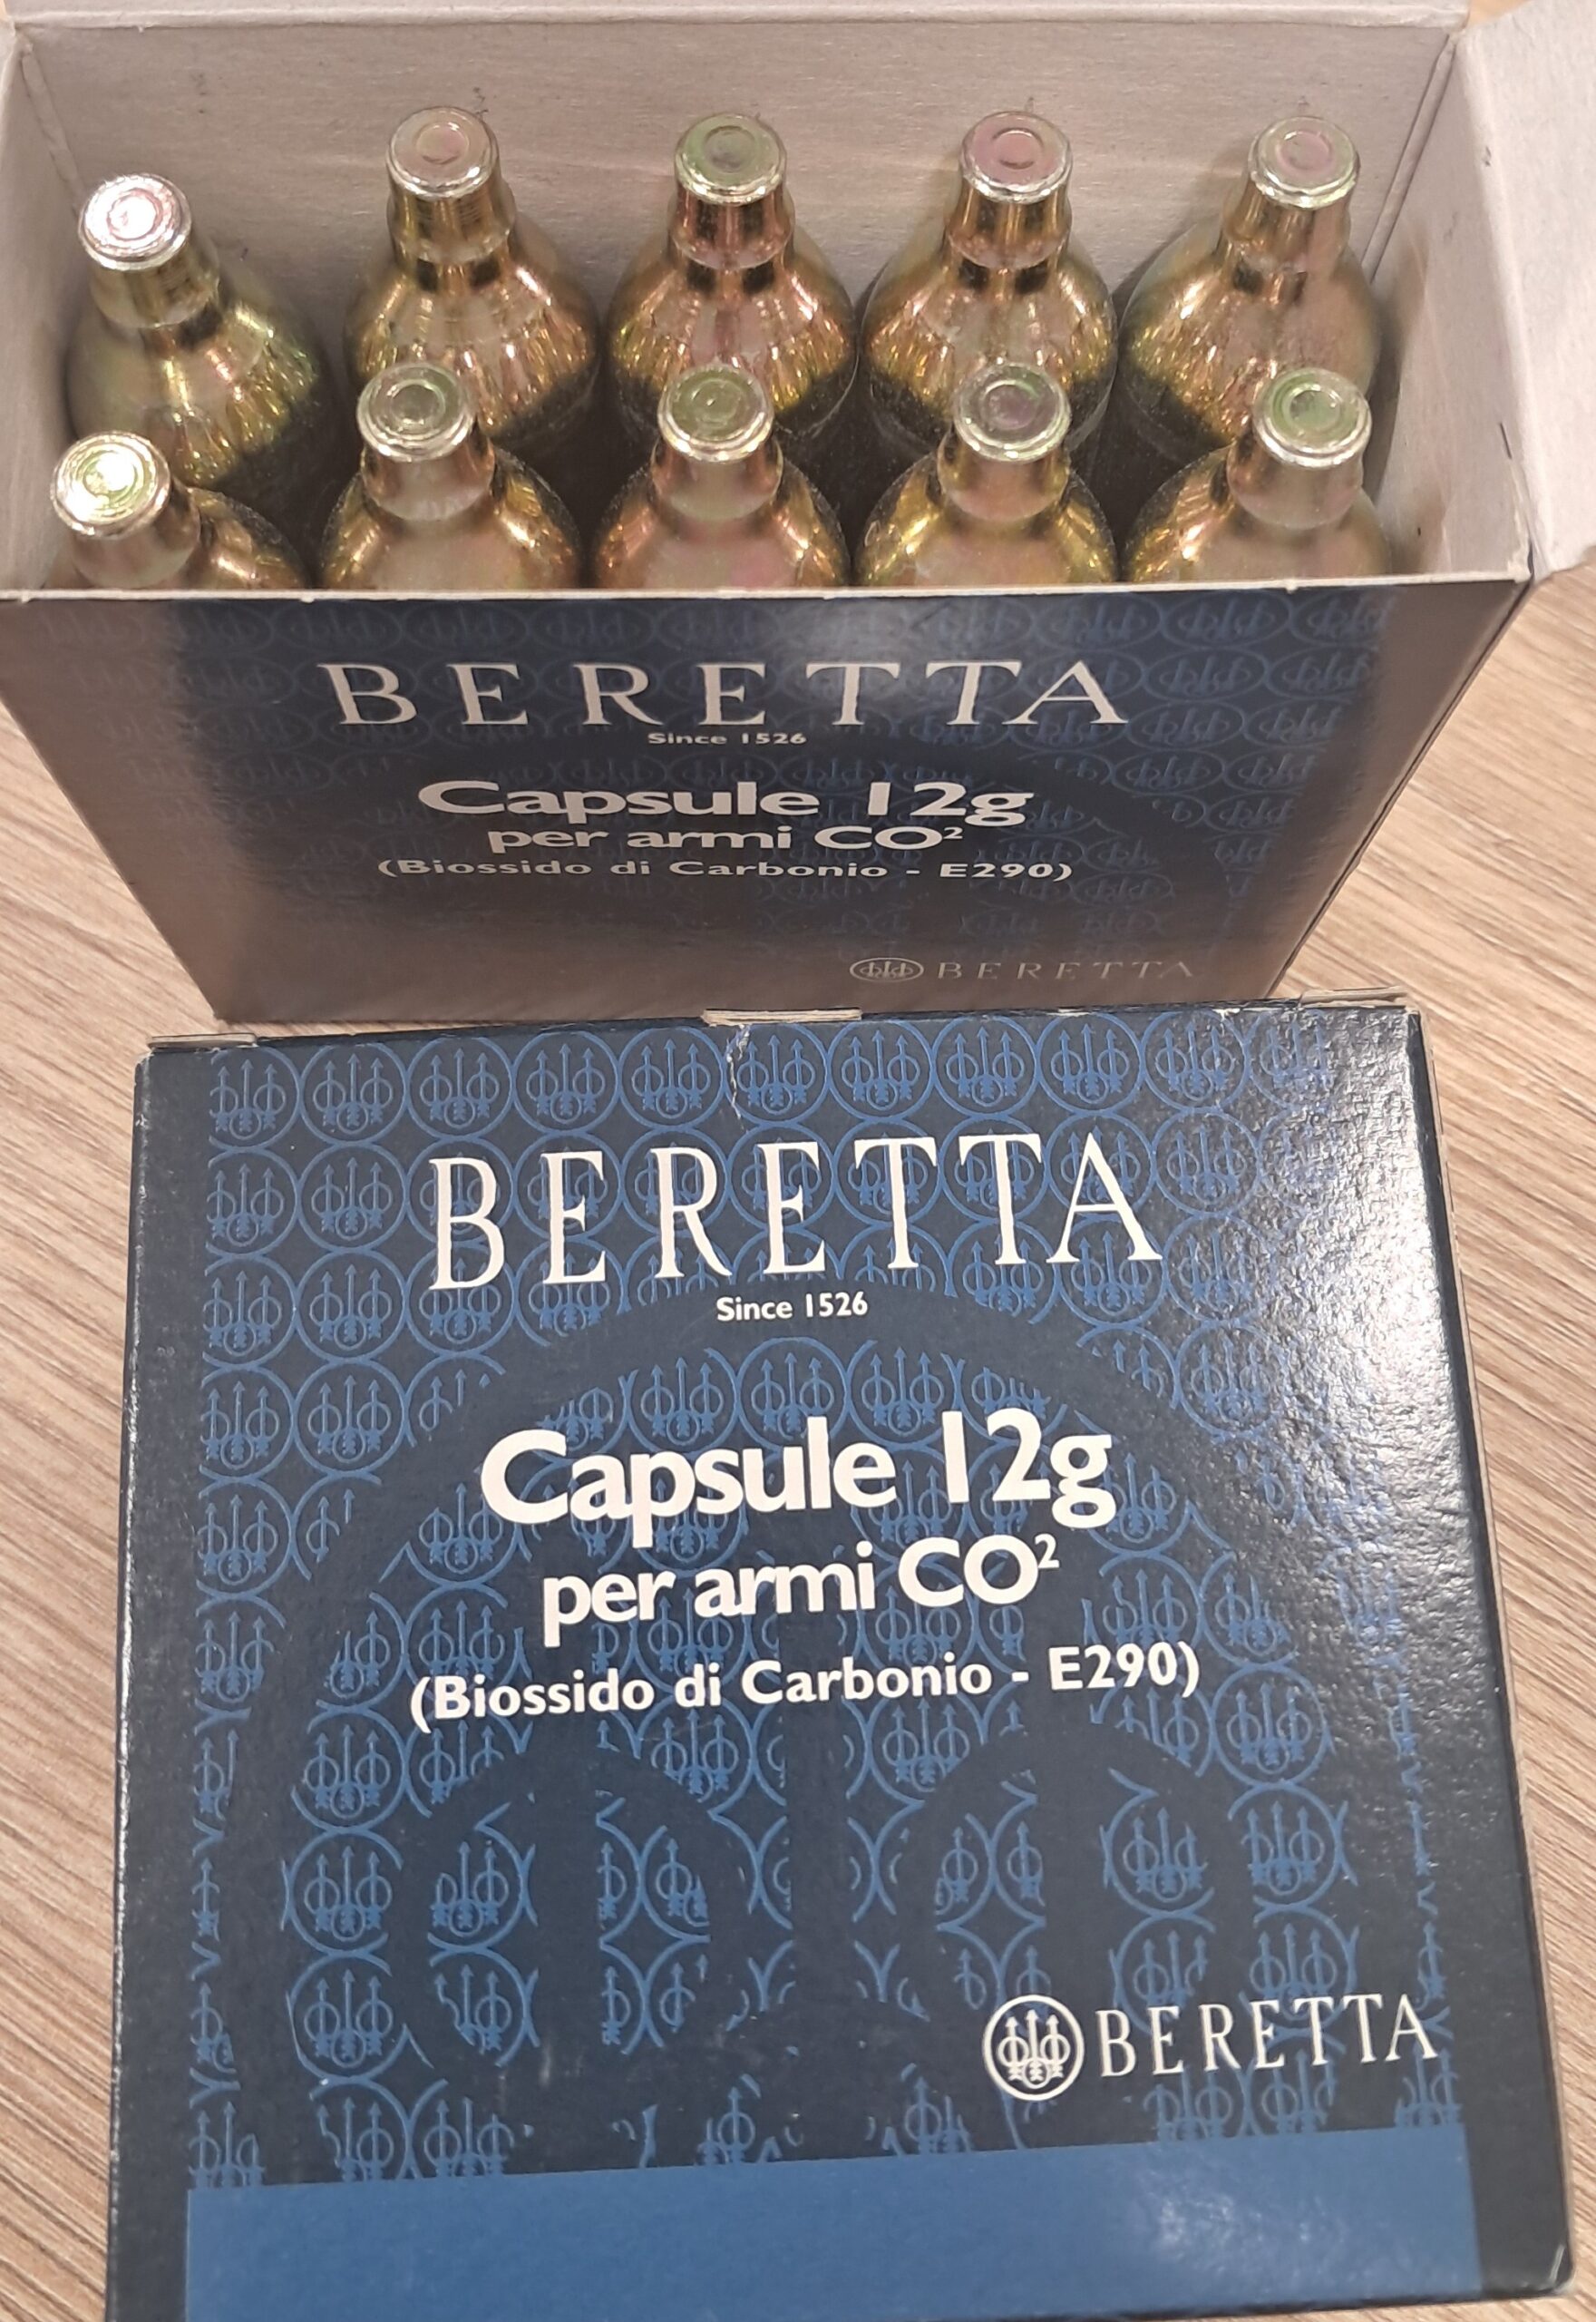 BERETTA
Since 1526
Capsule 12g
per armi CO²
(Biossido di Carbonio - E290)
BERETTA
BERETTA
Since 1526
Capsule 12g
per armi CO²
(Biossido di Carbonio - E290)
BERETTA